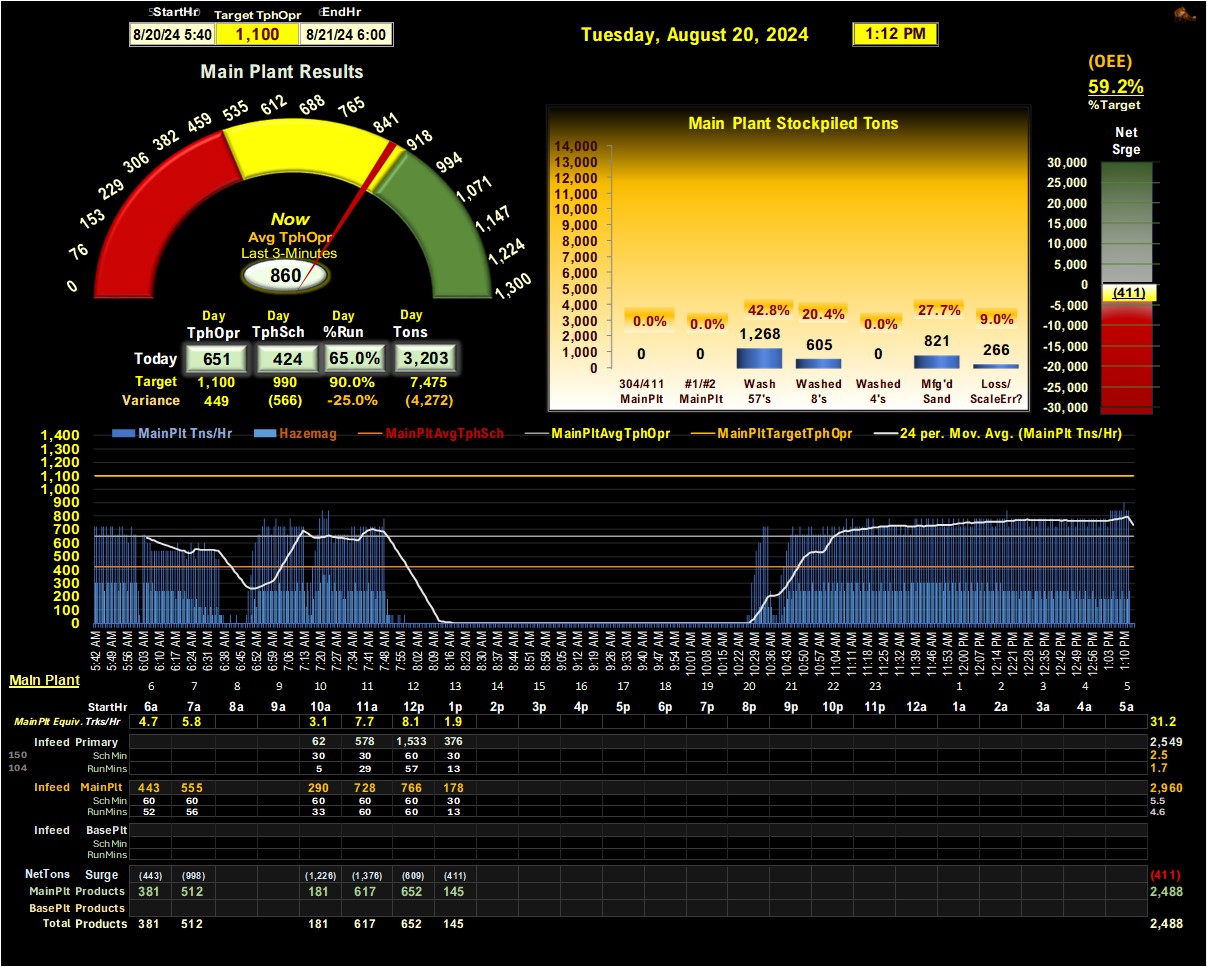 StartHr Target TphOpr EndHr
8/20/24 5:40 1,100 8/21/24 6:00
Tuesday, August 20, 2024 1:12 PM
Main Plant Results
0 76 153 229 306 382 459 535 612 688 765 841 918 994 1,071 1,147 1,224 1,300
Now
Avg TphOpr
Last 3-Minutes
860
Day Day Day Day
TphOpr TphSch %Run Tons
Today 651 424 65.0% 3,203
Target 1,100 990 90.0% 7,475
Variance 449 (566) -25.0% (4,272)
Main Plant Stockpiled Tons
14,000
13,000
12,000
11,000
10,000
9,000
8,000
7,000
6,000
5,000
4,000
3,000
2,000
1,000
0
0.0% 0.0% 42.8% 20.4% 0.0% 27.7% 9.0%
0 0 1,268 605 0 821 266
304/411 #1/#2 Wash Washed Washed Mfg'd Loss/
MainPlt MainPlt 57's 8's 4's Sand ScaleErr?
(OEE)
59.2%
%Target
Net
Srge
30,000
25,000
20,000
15,000
10,000
5,000
0
(411)
-5,000
-10,000
-15,000
-20,000
-25,000
-30,000
MainPlt Tns/Hr Hazemag MainPltAvgTphSch MainPltAvgTphOpr MainPltTargetTphOpr 24 per. Mov. Avg. (MainPlt Tns/Hr)
1,400
1,300
1,200
1,100
1,000
900
800
700
600
500
400
300
200
100
0
5:42 AM 5:49 AM 5:56 AM 6:03 AM 6:10 AM 6:17 AM 6:24 AM 6:31 AM 6:38 AM 6:45 AM 6:52 AM 6:59 AM 7:06 AM 7:13 AM 7:20 AM 7:27 AM 7:34 AM 7:41 AM 7:48 AM 7:55 AM 8:02 AM 8:09 AM 8:16 AM 8:23 AM 8:30 AM 8:37 AM 8:44 AM 8:51 AM 8:58 AM 9:05 AM 9:12 AM 9:19 AM 9:26 AM 9:33 AM 9:40 AM 9:47 AM 9:54 AM 10:01 AM 10:08 AM 10:15 AM 10:22 AM 10:29 AM 10:36 AM 10:43 AM 10:50 AM 10:57 AM 11:04 AM 11:11 AM 11:18 AM 11:25 AM 11:32 AM 11:39 AM 11:46 AM 11:53 AM 12:00 PM 12:07 PM 12:14 PM 12:21 PM 12:28 PM 12:35 PM 12:42 PM 12:49 PM 12:56 PM 1:03 PM 1:10 PM
Main Plant
6 7 8 9 10 11 12 13 14 15 16 17 18 19 20 21 22 23 1 2 3 4 5
StartHr 6a 7a 8a 9a 10a 11a 12p 1p 2p 3p 4p 5p 6p 7p 8p 9p 10p 11p 12a 1a 2a 3a 4a 5a
MainPlt Equiv. Trks/Hr 4.7 5.8 3.1 7.7 8.1 1.9 31.2
Infeed Primary 62 578 1,533 376 2,549
150 Sch Min 30 30 60 30 2.5
104 RunMins 5 29 57 13 1.7
Infeed MainPlt 443 555 290 728 766 178 2,960
Sch Min 60 60 60 60 60 30 5.5
RunMins 52 56 33 60 60 13 4.6
Infeed BasePlt
Sch Min
RunMins
NetTons Surge (443) (998) (1,226) (1,376) (609) (411) (411)
MainPlt Products 381 512 181 617 652 145 2,488
BasePlt Products
Total Products 381 512 181 617 652 145 2,488